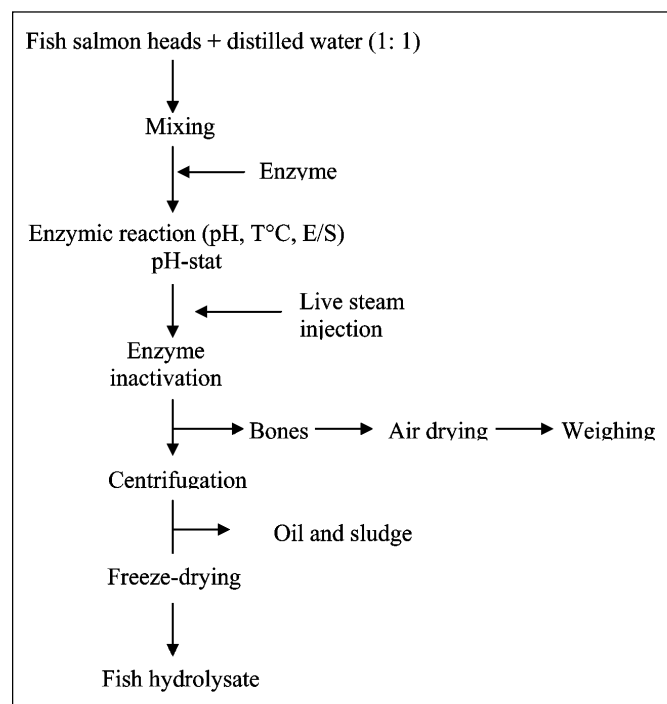 Fish salmon heads + distilled water (1: 1)
Mixing
Enzyme
Enzymic reaction (pH, T°C, E/S)
pH-stat
Live steam
injection
Enzyme
inactivation
Bones
Air drying
Weighing
Centrifugation
Oil and sludge
Freeze-drying
Fish hydrolysate